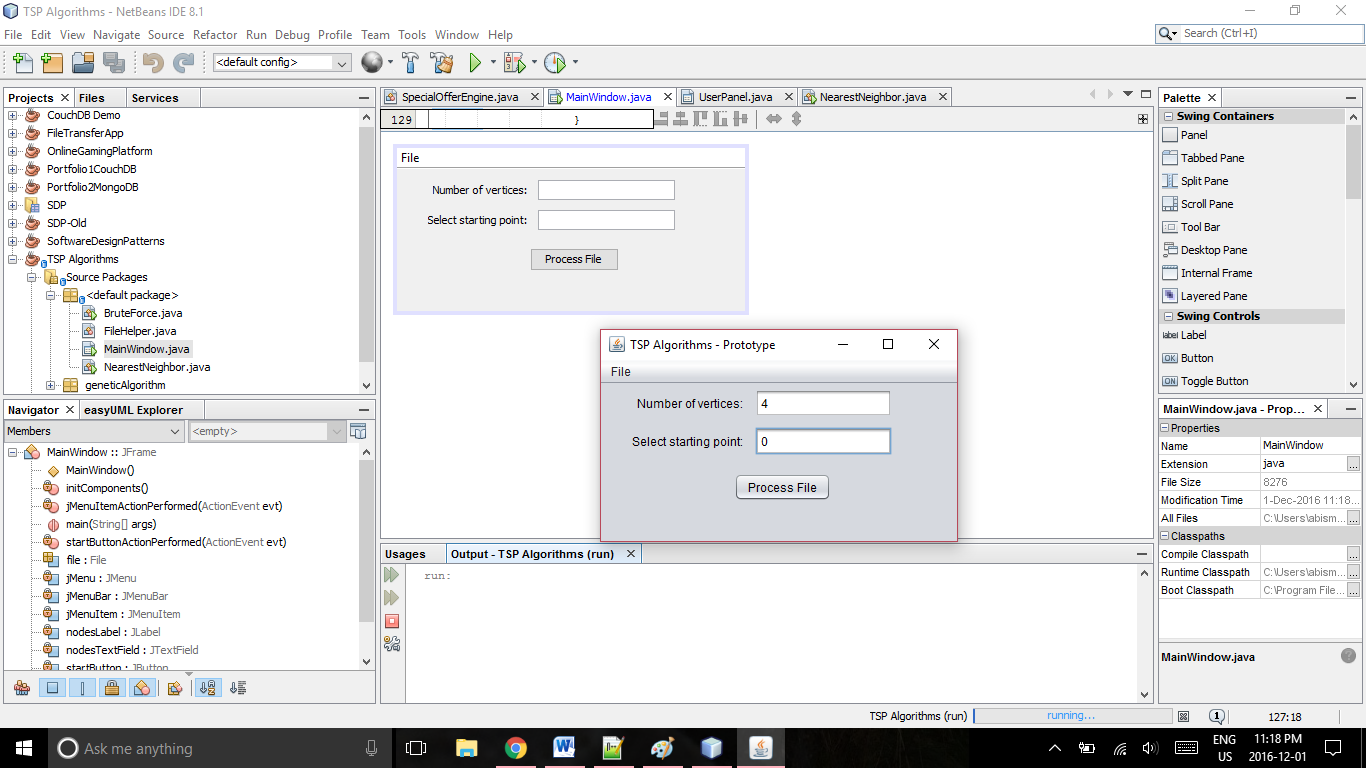 TSP Algorithms - NetBeans IDE 8.1
File Edit View Navigate Source Refactor Run Debug Profile Team Tools Window Help
Search (Ctrl+I)
<default config>
Projects Files Services
CouchDB Demo
FileTransferApp
OnlineGamingPlatform
Portfolio1CouchDB
Portfolio2MongoDB
SDP
SDP-Old
SoftwareDesignPatterns
TSP Algorithms
Source Packages
<default package>
BruteForce.java
FileHelper.java
MainWindow.java
NearestNeighbor.java
geneticAlgorithm
Navigator easyUML Explorer
Members <empty>
MainWindow :: JFrame
MainWindow()
initComponents()
jMenuItemActionPerformed(ActionEvent evt)
main(String[] args)
startButtonActionPerformed(ActionEvent evt)
file : File
jMenu : JMenu
jMenuBar : JMenuBar
jMenuItem : JMenuItem
nodesLabel : JLabel
nodesTextField : JTextField
startButton : JButton
SpecialOfferEngine.java MainWindow.java UserPanel.java NearestNeighbor.java
129 }
File
Number of vertices:
Select starting point:
Process File
TSP Algorithms - Prototype
File
Number of vertices: 4
Select starting point: 0
Process File
Usages Output - TSP Algorithms (run)
run:
Palette
Swing Containers
Panel
Tabbed Pane
Split Pane
Scroll Pane
Tool Bar
Desktop Pane
Internal Frame
Layered Pane
Swing Controls
label Label
OK Button
ON Toggle Button
MainWindow.java - Prop...
Properties
Name MainWindow
Extension java ...
File Size 8276
Modification Time 1-Dec-2016 11:18...
All Files C:\Users\abism... ...
Classpaths
Compile Classpath ...
Runtime Classpath C:\Users\abism... ...
Boot Classpath C:\Program File... ...
MainWindow.java
TSP Algorithms (run) running... 1 127:18
Ask me anything
ENG
US
11:18 PM
2016-12-01